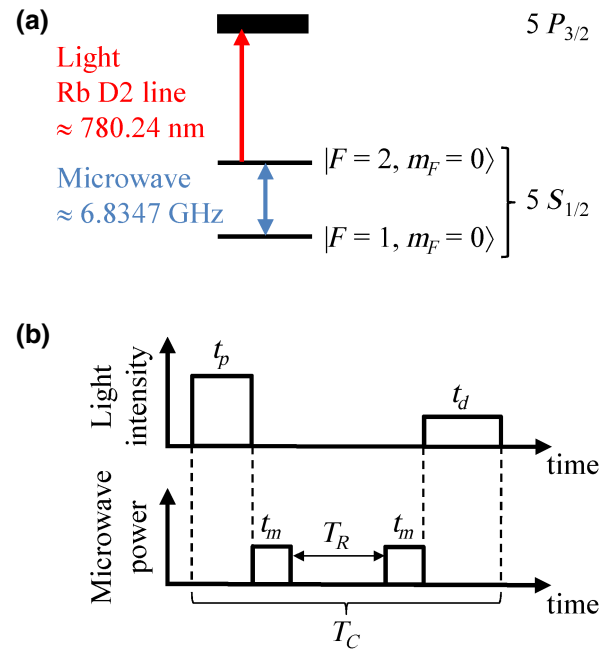 (a)
5 P3/2
Light
Rb D2 line
≈ 780.24 nm
Microwave
≈ 6.8347 GHz
|F = 2, mF = 0⟩
5 S1/2
|F = 1, mF = 0⟩
(b)
Light
intensity
tp
td
time
Microwave
power
tm
TR
tm
time
TC